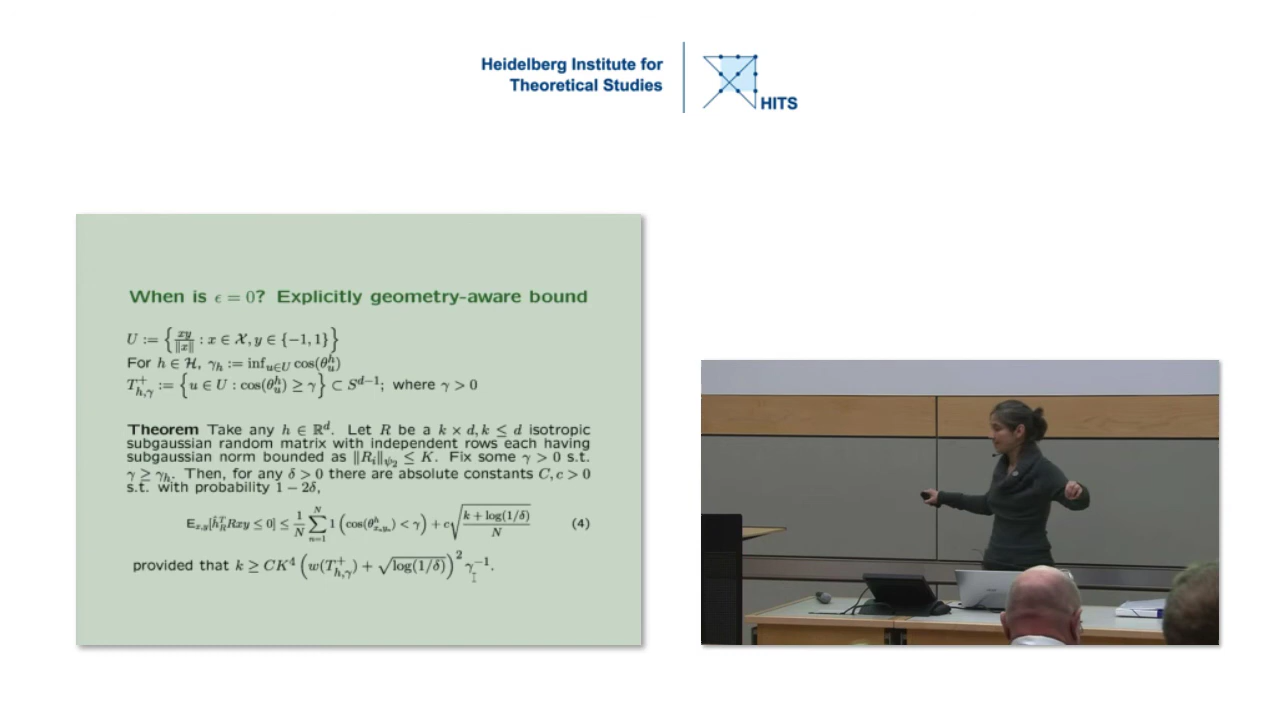 Heidelberg Institute for
Theoretical Studies
HITS
When is ϵ = 0? Explicitly geometry-aware bound
U := { xy/‖x‖ : x ∈ 𝒳, y ∈ {−1, 1} }
For h ∈ ℋ, γ_h := inf_{u∈U} cos(θ_u^h)
T^+_{h,γ} := { u ∈ U : cos(θ_u^h) ≥ γ } ⊂ S^{d−1}; where γ > 0
Theorem Take any h ∈ ℝ^d. Let R be a k × d, k ≤ d isotropic
subgaussian random matrix with independent rows each having
subgaussian norm bounded as ‖R_i‖_{ψ_2} ≤ K. Fix some γ > 0 s.t.
γ ≥ γ_h. Then, for any δ > 0 there are absolute constants C, c > 0
s.t. with probability 1 − 2δ,
E_{x,y}[ĥ_R^T Rxy ≤ 0] ≤ 1/N ∑_{n=1}^N 1 ( cos(θ^h_{x_n y_n}) < γ ) + c √( (k + log(1/δ)) / N ) (4)
provided that k ≥ CK^4 ( w(T^+_{h,γ}) + √log(1/δ) )^2 γ^{−1}.